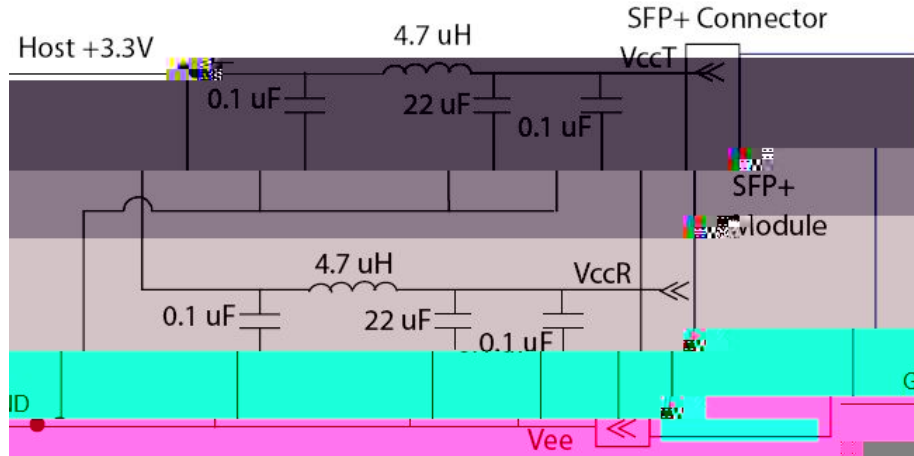 SFP+ Connector
4.7 uH
Host +3.3V
VccT
0.1 uF
22 uF
0.1 uF
SFP+
Module
4.7 uH
VccR
0.1 uF
22 uF
0.1 uF
Vee